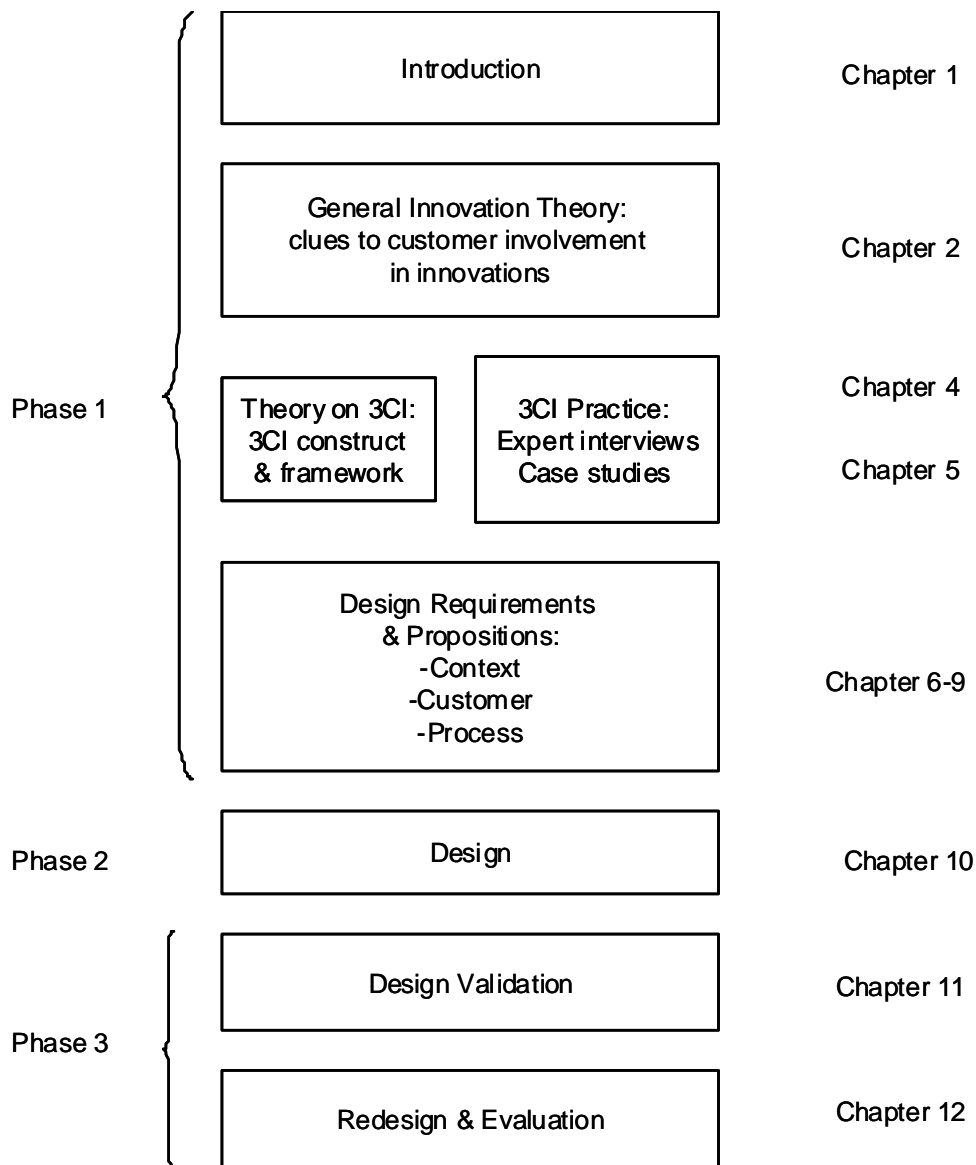 Introduction
Chapter 1
General Innovation Theory:
clues to customer involvement
in innovations
Chapter 2
Phase 1
Theory on 3CI:
3CI construct
& framework
3CI Practice:
Expert interviews
Case studies
Chapter 4
Chapter 5
Design Requirements
& Propositions:
-Context
-Customer
-Process
Chapter 6-9
Phase 2
Design
Chapter 10
Phase 3
Design Validation
Chapter 11
Redesign & Evaluation
Chapter 12